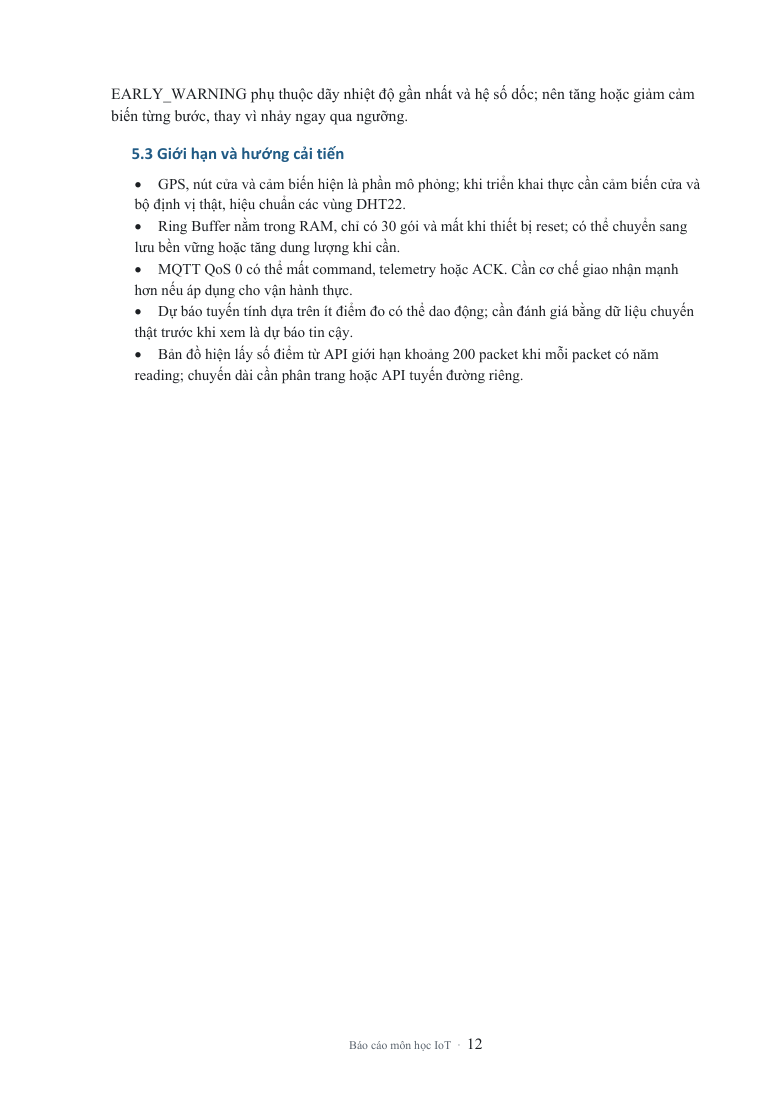 EARLY_WARNING phụ thuộc dãy nhiệt độ gần nhất và hệ số dốc; nên tăng hoặc giảm cảm
biến từng bước, thay vì nhảy ngay qua ngưỡng.
5.3 Giới hạn và hướng cải tiến
• GPS, nút cửa và cảm biến hiện là phần mô phỏng; khi triển khai thực cần cảm biến cửa và
bộ định vị thật, hiệu chuẩn các vùng DHT22.
• Ring Buffer nằm trong RAM, chỉ có 30 gói và mất khi thiết bị reset; có thể chuyển sang
lưu bền vững hoặc tăng dung lượng khi cần.
• MQTT QoS 0 có thể mất command, telemetry hoặc ACK. Cần cơ chế giao nhận mạnh
hơn nếu áp dụng cho vận hành thực.
• Dự báo tuyến tính dựa trên ít điểm đo có thể dao động; cần đánh giá bằng dữ liệu chuyến
thật trước khi xem là dự báo tin cậy.
• Bản đồ hiện lấy số điểm từ API giới hạn khoảng 200 packet khi mỗi packet có năm
reading; chuyến dài cần phân trang hoặc API tuyến đường riêng.
Báo cáo môn học IoT · 12